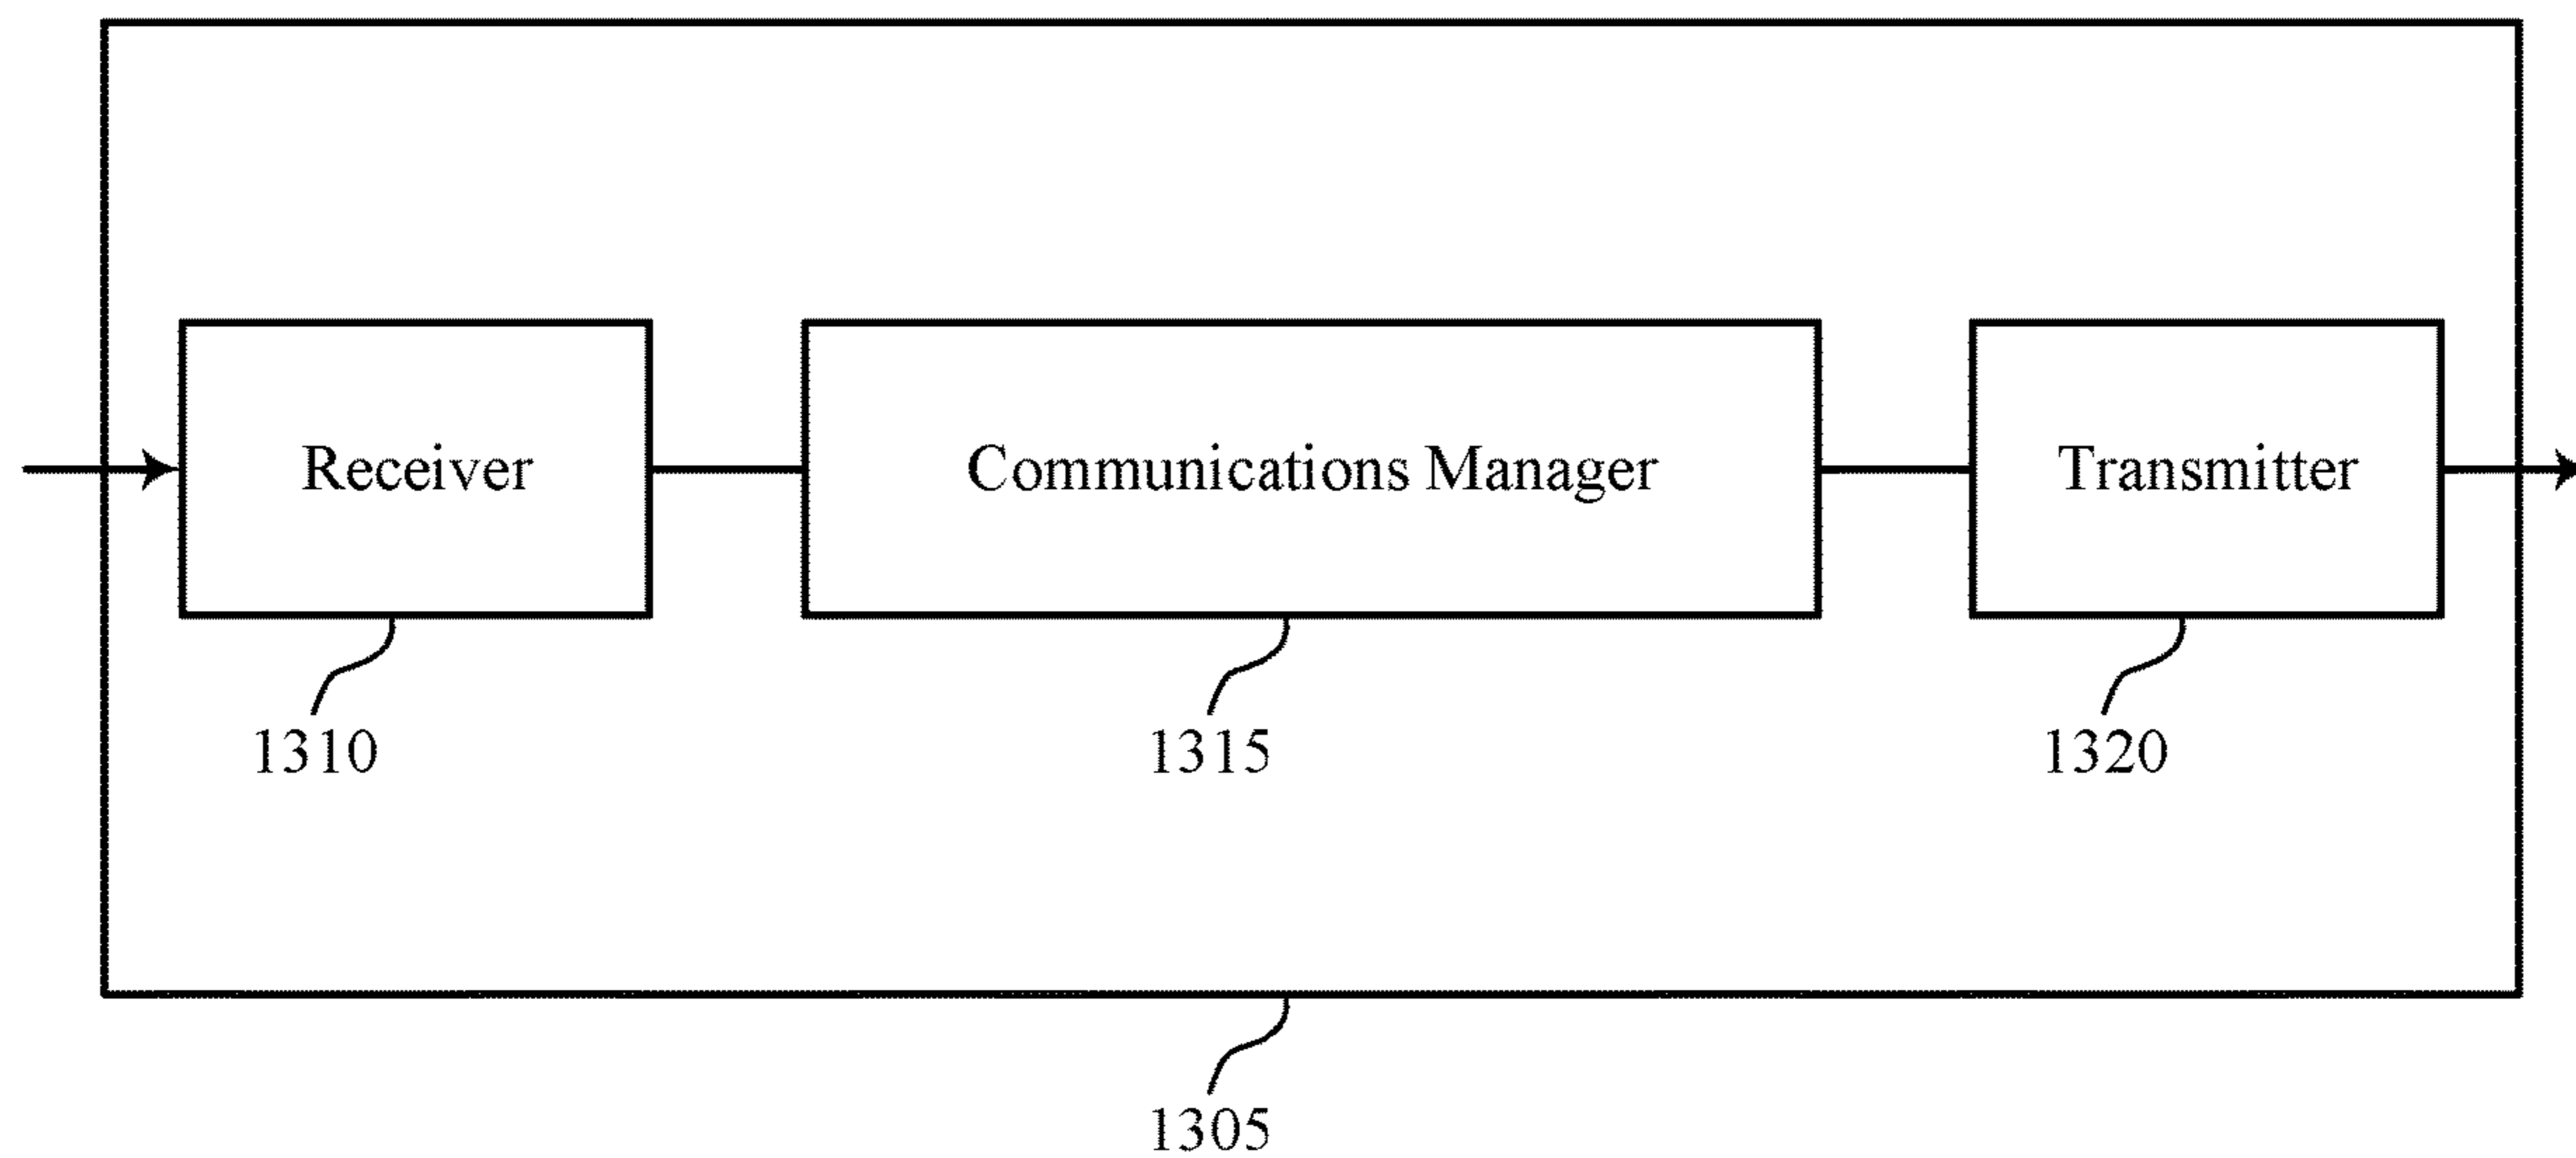 Receiver
Communications Manager
Transmitter
1310
1315
1320
1305